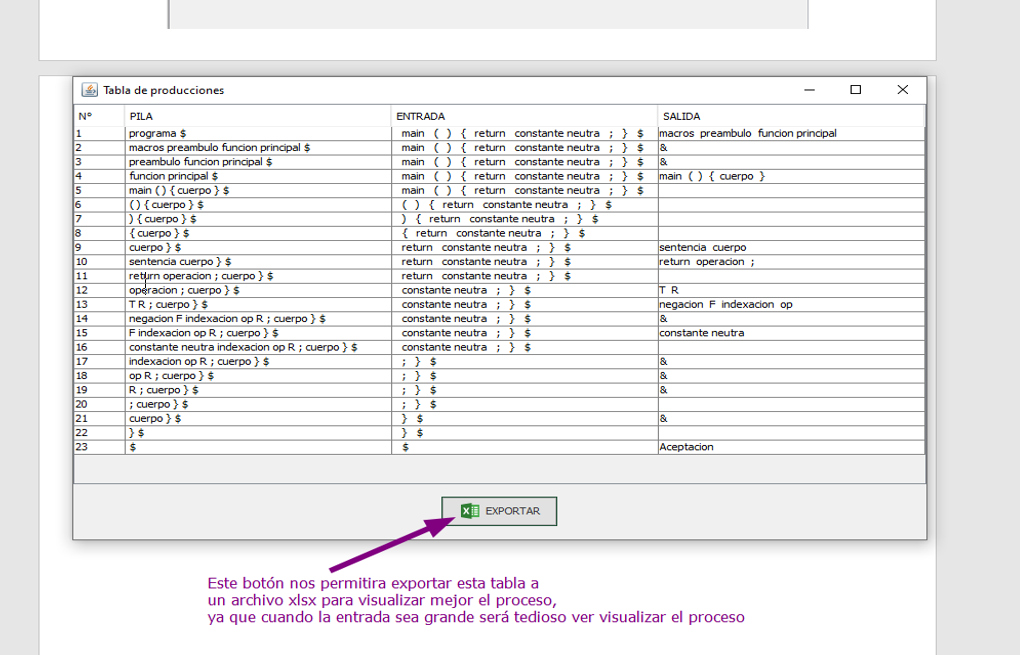 Tabla de producciones
N° PILA ENTRADA SALIDA
1 programa $ main ( ) { return constante neutra ; } $ macros preambulo funcion principal
2 macros preambulo funcion principal $ main ( ) { return constante neutra ; } $ &
3 preambulo funcion principal $ main ( ) { return constante neutra ; } $ &
4 funcion principal $ main ( ) { return constante neutra ; } $ main ( ) { cuerpo }
5 main ( ) { cuerpo } $ main ( ) { return constante neutra ; } $
6 ( ) { cuerpo } $ ( ) { return constante neutra ; } $
7 ) { cuerpo } $ ) { return constante neutra ; } $
8 { cuerpo } $ { return constante neutra ; } $
9 cuerpo } $ return constante neutra ; } $ sentencia cuerpo
10 sentencia cuerpo } $ return constante neutra ; } $ return operacion ;
11 return operacion ; cuerpo } $ return constante neutra ; } $
12 operacion ; cuerpo } $ constante neutra ; } $ T R
13 T R ; cuerpo } $ constante neutra ; } $ negacion F indexacion op
14 negacion F indexacion op R ; cuerpo } $ constante neutra ; } $ &
15 F indexacion op R ; cuerpo } $ constante neutra ; } $ constante neutra
16 constante neutra indexacion op R ; cuerpo } $ constante neutra ; } $
17 indexacion op R ; cuerpo } $ ; } $ &
18 op R ; cuerpo } $ ; } $ &
19 R ; cuerpo } $ ; } $ &
20 ; cuerpo } $ ; } $
21 cuerpo } $ } $ &
22 } $ } $
23 $ $ Aceptacion
EXPORTAR
Este botón nos permitira exportar esta tabla a
un archivo xlsx para visualizar mejor el proceso,
ya que cuando la entrada sea grande será tedioso ver visualizar el proceso